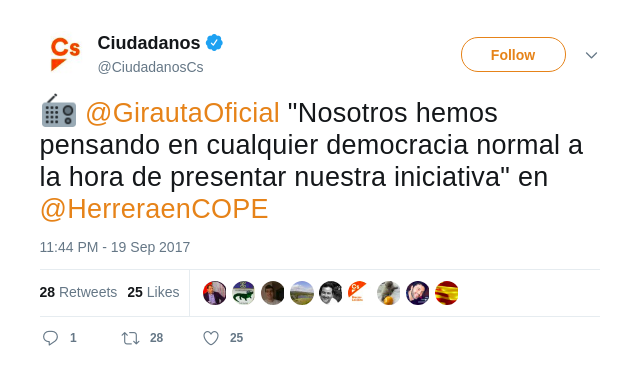 Cs
Ciudadanos
@CiudadanosCs
Follow
@GirautaOficial "Nosotros hemos
pensando en cualquier democracia normal a
la hora de presentar nuestra iniciativa" en
@HerreraenCOPE
11:44 PM - 19 Sep 2017
28 Retweets 25 Likes
1 28 25